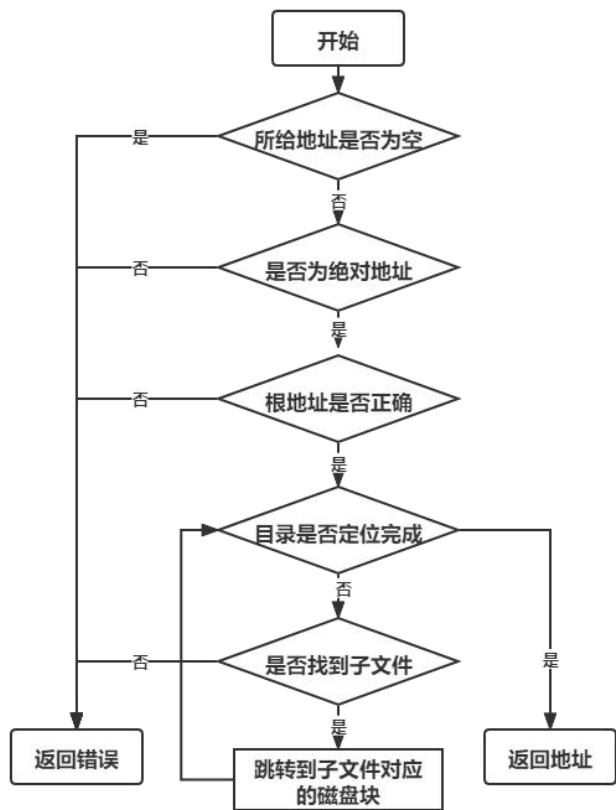 开始
所给地址是否为空
是
否
是否为绝对地址
否
是
根地址是否正确
否
是
目录是否定位完成
否
是否找到子文件
否
是
是
返回错误
跳转到子文件对应
的磁盘块
返回地址